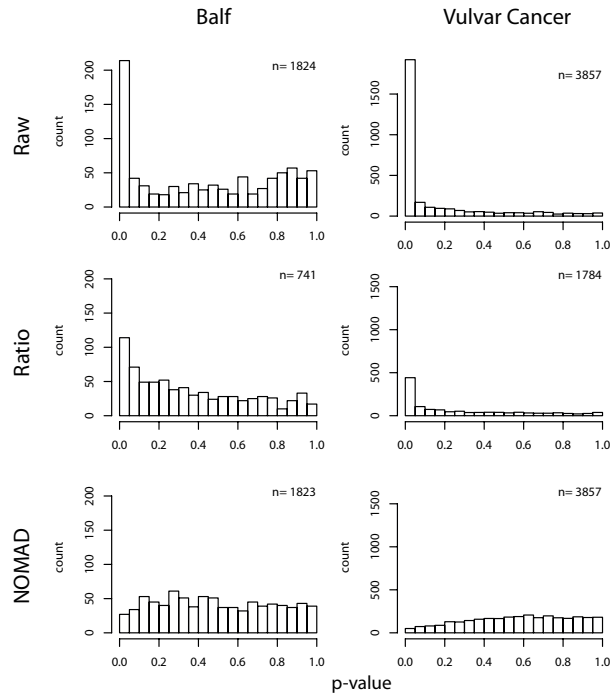 Balf
Vulvar Cancer
Raw
count
0 50 100 150 200
n= 1824
0.0 0.2 0.4 0.6 0.8 1.0
count
0 500 1000 1500
n= 3857
0.0 0.2 0.4 0.6 0.8 1.0
Ratio
count
0 50 100 150 200
n= 741
0.0 0.2 0.4 0.6 0.8 1.0
count
0 500 1000 1500
n= 1784
0.0 0.2 0.4 0.6 0.8 1.0
NOMAD
count
0 50 100 150 200
n= 1823
0.0 0.2 0.4 0.6 0.8 1.0
count
0 500 1000 1500
n= 3857
0.0 0.2 0.4 0.6 0.8 1.0
p-value